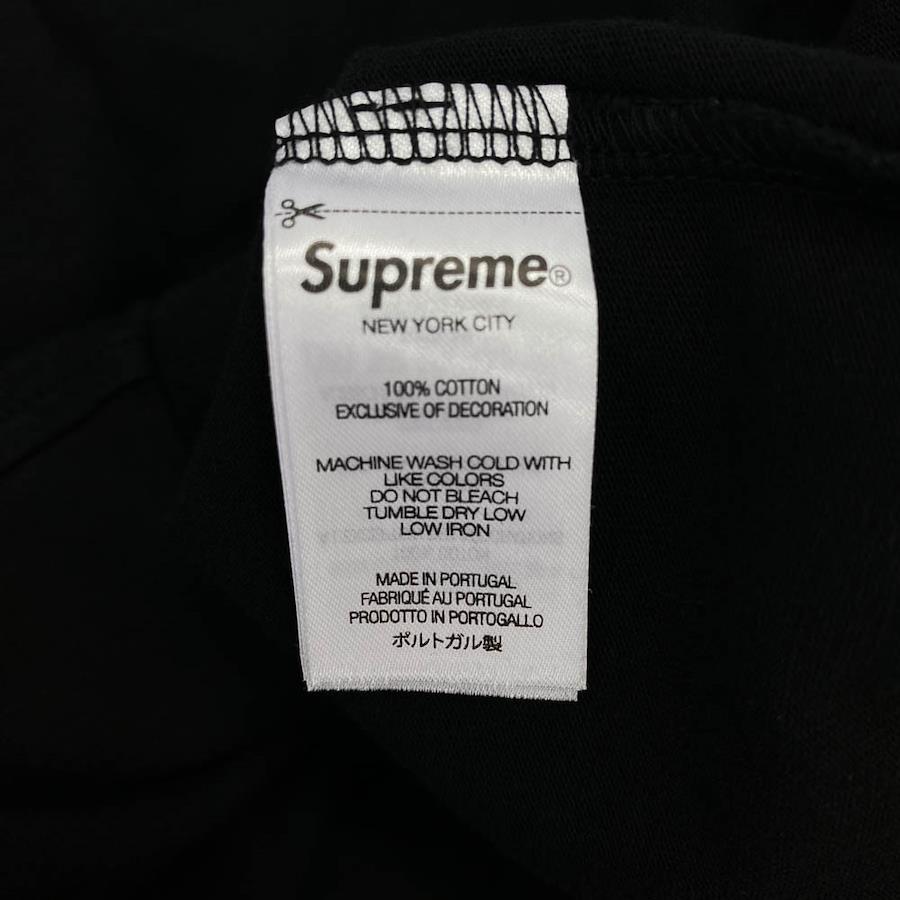 Supreme®
NEW YORK CITY
100% COTTON
EXCLUSIVE OF DECORATION
MACHINE WASH COLD WITH
LIKE COLORS
DO NOT BLEACH
TUMBLE DRY LOW
LOW IRON
MADE IN PORTUGAL
FABRIQUÉ AU PORTUGAL
PRODOTTO IN PORTOGALLO
ポルトガル製